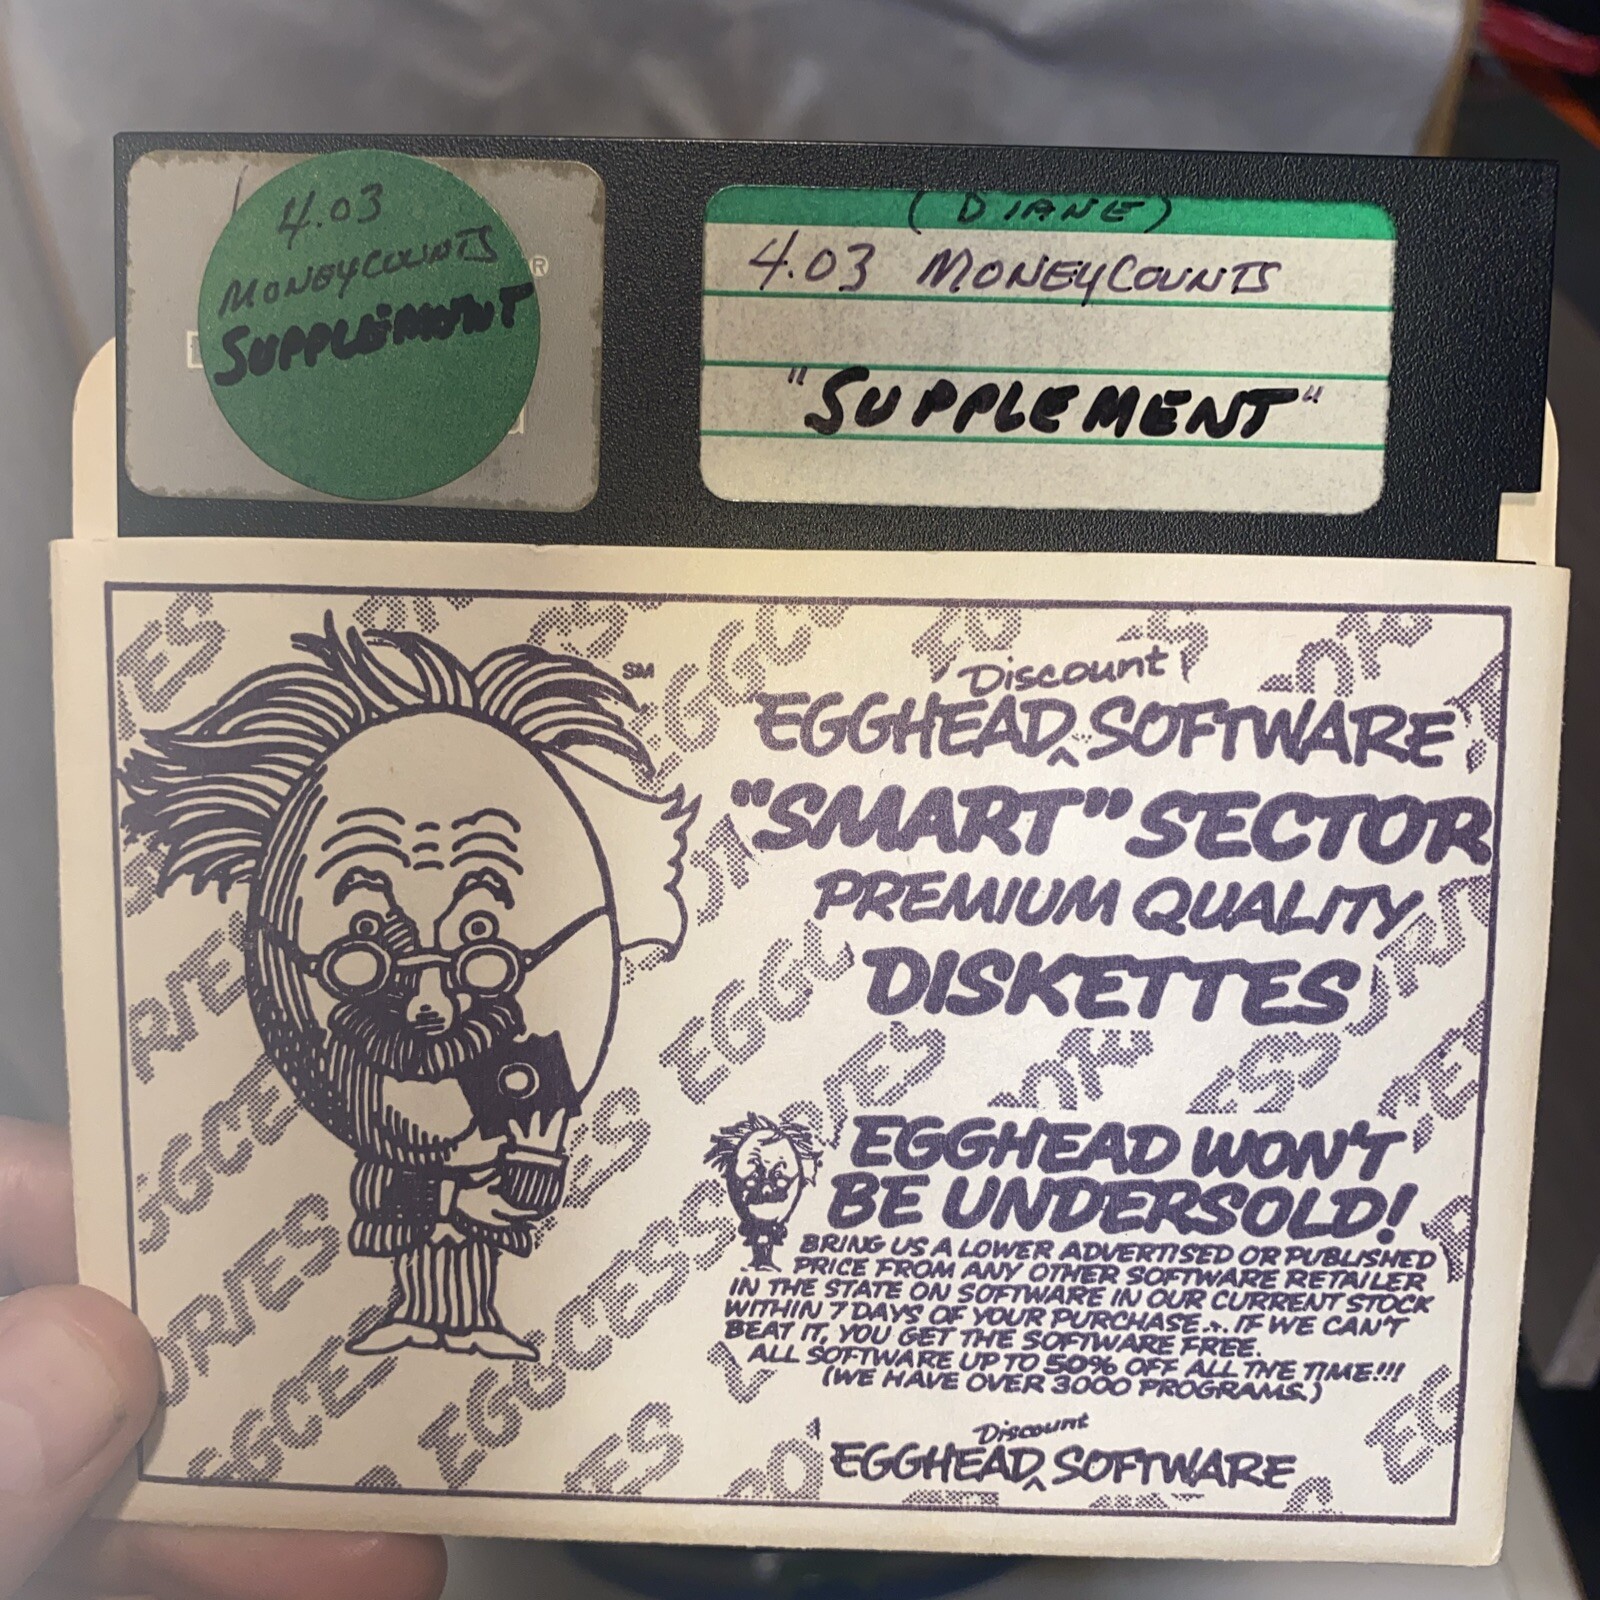 4.03
MONEYCOUNTS
SUPPLEMENT
®
(DIANE)
4.03 MONEYCOUNTS
"SUPPLEMENT"
SM
Discount
EGGHEAD SOFTWARE
"SMART" SECTOR
PREMIUM QUALITY
DISKETTES
EGGHEAD WON'T
BE UNDERSOLD!
BRING US A LOWER ADVERTISED OR PUBLISHED
PRICE FROM ANY OTHER SOFTWARE RETAILER
IN THE STATE ON SOFTWARE IN OUR CURRENT STOCK
WITHIN 7 DAYS OF YOUR PURCHASE... IF WE CAN'T
BEAT IT, YOU GET THE SOFTWARE FREE.
ALL SOFTWARE UP TO 50% OFF ALL THE TIME!!!
(WE HAVE OVER 3000 PROGRAMS.)
Discount
EGGHEAD SOFTWARE